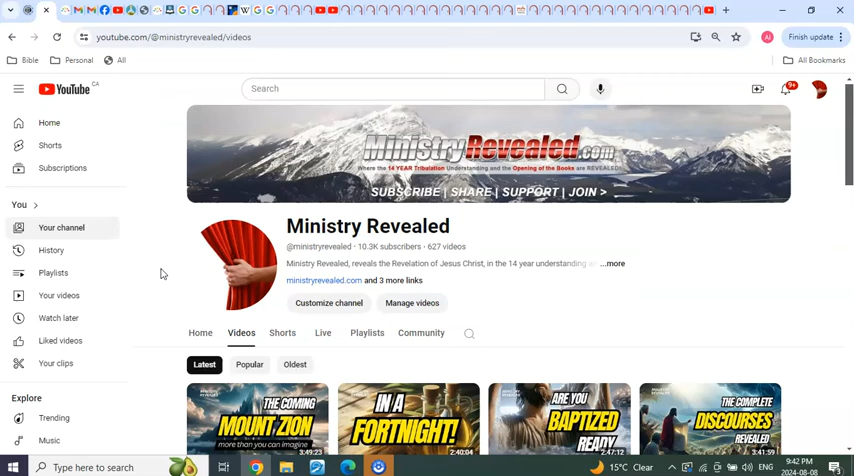 youtube.com/@ministryrevealed/videos
Finish update
Bible
Personal
All
All Bookmarks
YouTube CA
Search
9+
MinistryRevealed.com
Where the 14 YEAR Tribulation Understanding and the Opening of the Books are REVEALED
SUBSCRIBE | SHARE | SUPPORT | JOIN >
Home
Shorts
Subscriptions
You >
Your channel
History
Playlists
Your videos
Watch later
Liked videos
Your clips
Explore
Trending
Music
Ministry Revealed
@ministryrevealed · 10.3K subscribers · 627 videos
Ministry Revealed, reveals the Revelation of Jesus Christ, in the 14 year understanding ...more
ministryrevealed.com and 3 more links
Customize channel
Manage videos
Home Videos Shorts Live Playlists Community
Latest Popular Oldest
THE COMING
MOUNT ZION
more than you can imagine!
3:49:23
IN A
FORTNIGHT!
2:40:04
ARE YOU
BAPTIZED
READY
2:47:12
THE COMPLETE
DISCOURSES
REVEALED
3:41:59
Type here to search
15°C Clear
ENG
9:42 PM
2024-08-08